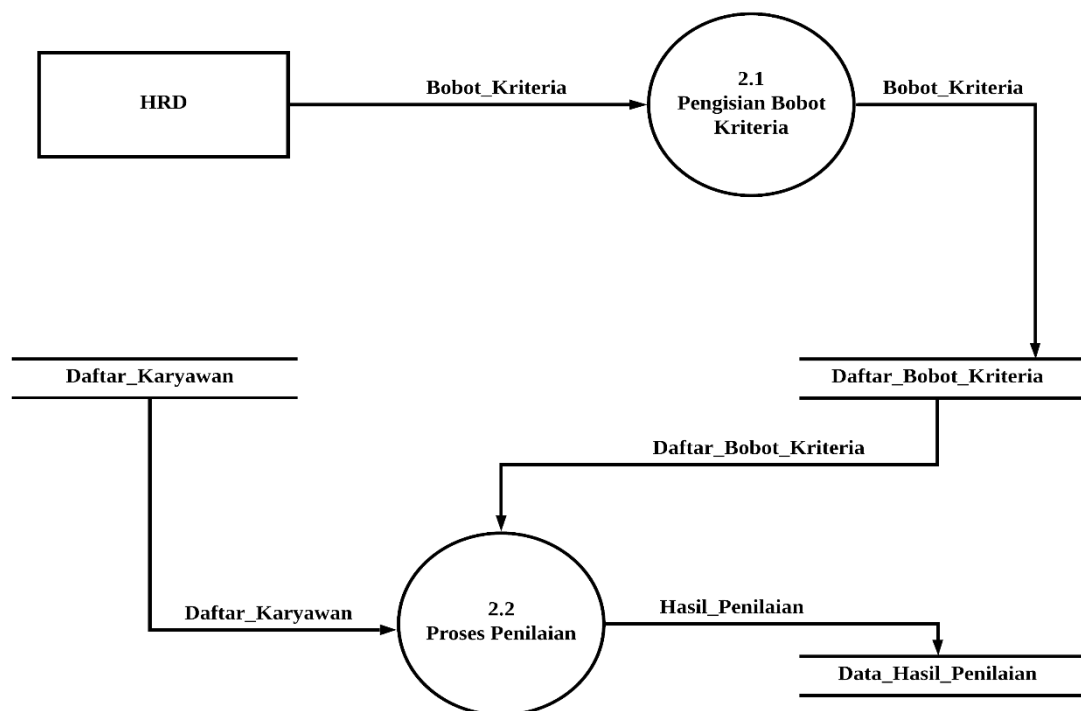 HRD
Bobot_Kriteria
2.1
Pengisian Bobot
Kriteria
Bobot_Kriteria
Daftar_Karyawan
Daftar_Bobot_Kriteria
Daftar_Bobot_Kriteria
Daftar_Karyawan
2.2
Proses Penilaian
Hasil_Penilaian
Data_Hasil_Penilaian